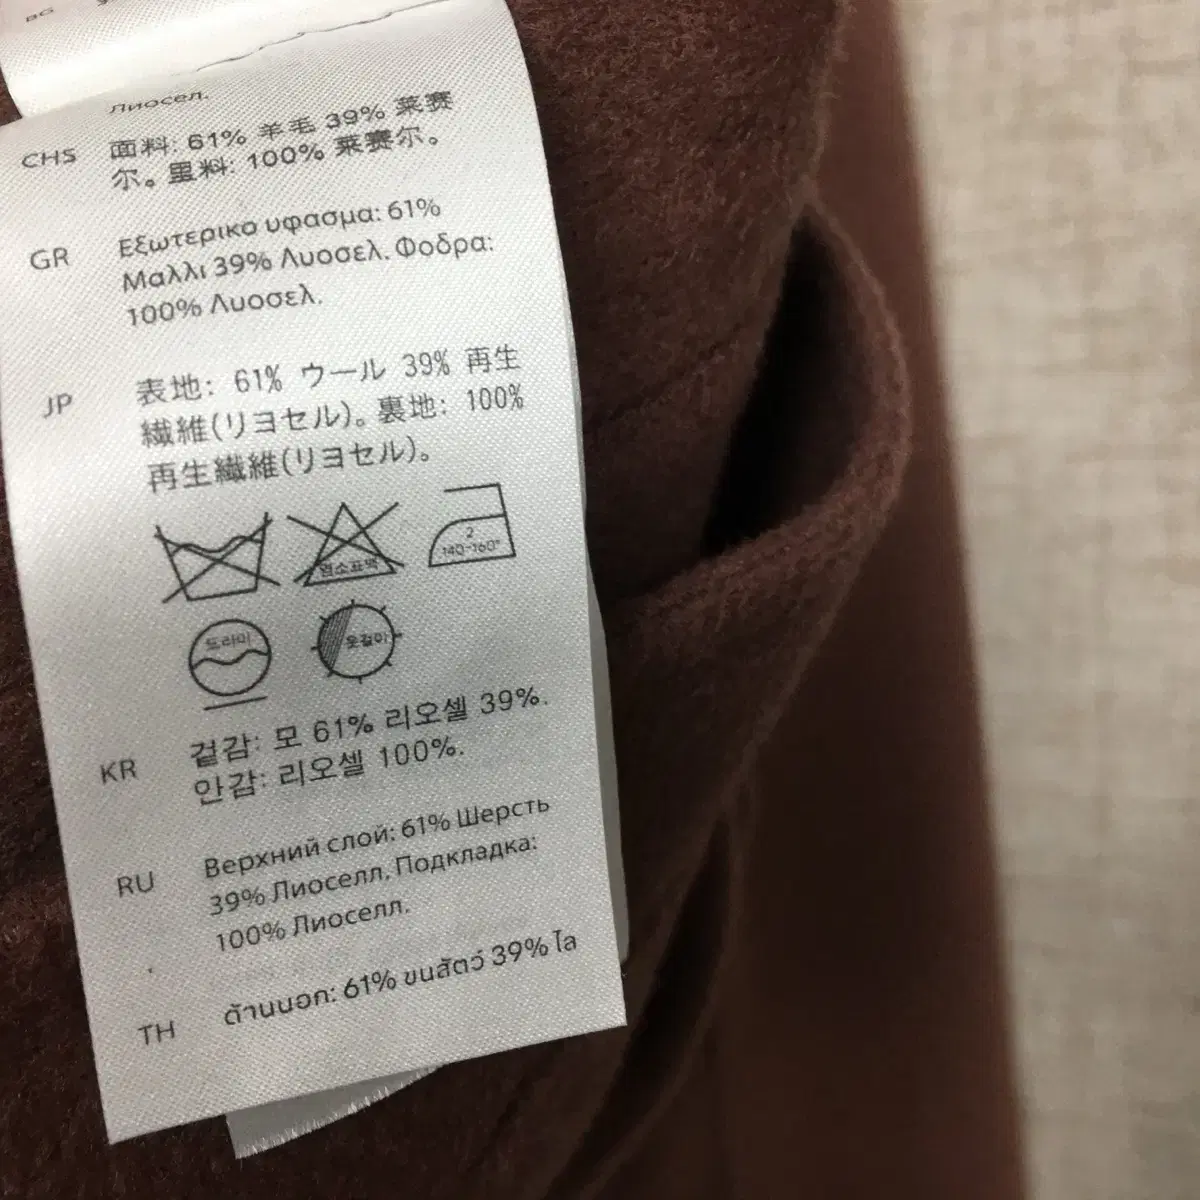 BG
Лиосел.
CHS
面料: 61% 羊毛 39% 莱赛
尔。里料: 100% 莱赛尔。
GR
Εξωτερικο υφασμα: 61%
Μαλλι 39% Λυοσελ. Φοδρα:
100% Λυοσελ.
JP
表地: 61% ウール 39% 再生
繊維(リヨセル)。裏地: 100%
再生繊維(リヨセル)。
염소표백
2
140~160°
드라이
옷걸이
KR
겉감: 모 61% 리오셀 39%.
안감: 리오셀 100%.
RU
Верхний слой: 61% Шерсть
39% Лиоселл. Подкладка:
100% Лиоселл.
TH
ด้านนอก: 61% ขนสัตว์ 39% ไล